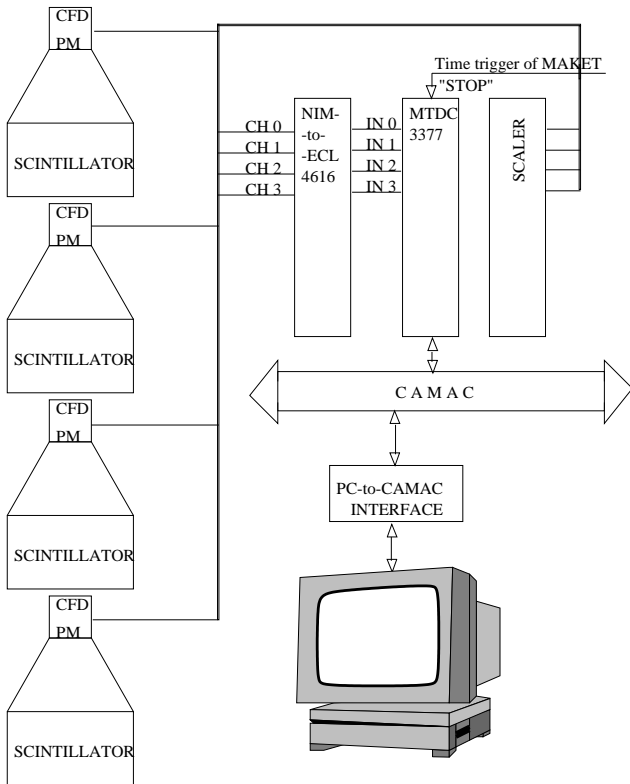 CFD
PM
SCINTILLATOR
CFD
PM
SCINTILLATOR
CFD
PM
SCINTILLATOR
CFD
PM
SCINTILLATOR
CH 0
CH 1
CH 2
CH 3
NIM-
-to-
-ECL
4616
IN 0
IN 1
IN 2
IN 3
Time trigger of MAKET
"STOP"
MTDC
3377
SCALER
C A M A C
PC-to-CAMAC
INTERFACE